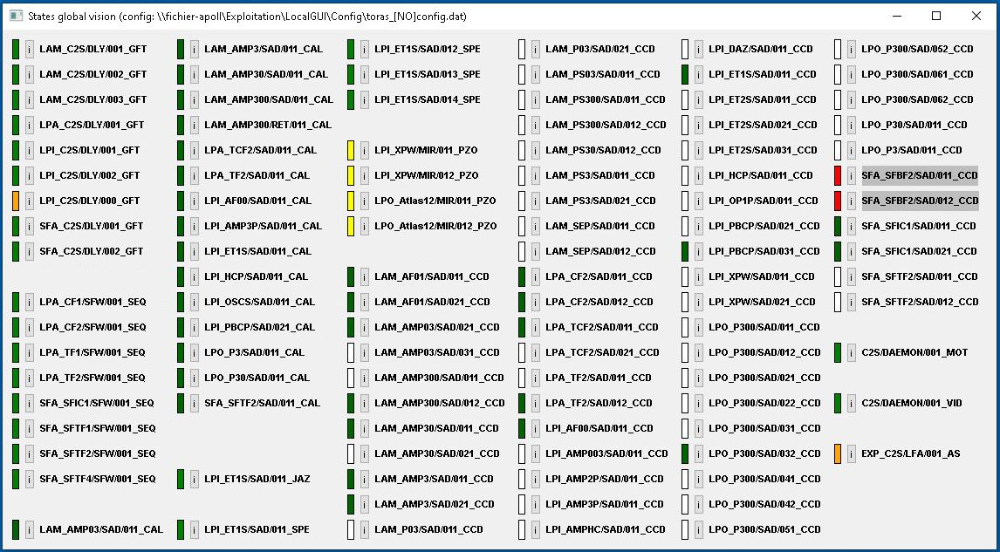 States global vision (config: \\fichier-apoll\Exploitation\LocalGUI\Config\toras_[NO]config.dat)
i LAM_C2S/DLY/001_GFT
i LAM_C2S/DLY/002_GFT
i LAM_C2S/DLY/003_GFT
i LPA_C2S/DLY/001_GFT
i LPI_C2S/DLY/001_GFT
i LPI_C2S/DLY/002_GFT
i LPI_C2S/DLY/000_GFT
i SFA_C2S/DLY/001_GFT
i SFA_C2S/DLY/002_GFT
i LPA_CF1/SFW/001_SEQ
i LPA_CF2/SFW/001_SEQ
i LPA_TF1/SFW/001_SEQ
i LPA_TF2/SFW/001_SEQ
i SFA_SFIC1/SFW/001_SEQ
i SFA_SFTF1/SFW/001_SEQ
i SFA_SFTF2/SFW/001_SEQ
i SFA_SFTF4/SFW/001_SEQ
i LAM_AMP03/SAD/011_CAL
i LAM_AMP3/SAD/011_CAL
i LAM_AMP30/SAD/011_CAL
i LAM_AMP300/SAD/011_CAL
i LAM_AMP300/RET/011_CAL
i LPA_TCF2/SAD/011_CAL
i LPA_TF2/SAD/011_CAL
i LPI_AF00/SAD/011_CAL
i LPI_AMP3P/SAD/011_CAL
i LPI_ET1S/SAD/011_CAL
i LPI_HCP/SAD/011_CAL
i LPI_OSCS/SAD/011_CAL
i LPI_PBCP/SAD/021_CAL
i LPO_P3/SAD/011_CAL
i LPO_P30/SAD/011_CAL
i SFA_SFTF2/SAD/011_CAL
i LPI_ET1S/SAD/011_JAZ
i LPI_ET1S/SAD/011_SPE
i LPI_ET1S/SAD/012_SPE
i LPI_ET1S/SAD/013_SPE
i LPI_ET1S/SAD/014_SPE
i LPI_XPW/MIR/011_PZO
i LPI_XPW/MIR/012_PZO
i LPO_Atlas12/MIR/011_PZO
i LPO_Atlas12/MIR/012_PZO
i LAM_AF01/SAD/011_CCD
i LAM_AF01/SAD/021_CCD
i LAM_AMP03/SAD/021_CCD
i LAM_AMP03/SAD/031_CCD
i LAM_AMP300/SAD/011_CCD
i LAM_AMP300/SAD/012_CCD
i LAM_AMP30/SAD/011_CCD
i LAM_AMP30/SAD/021_CCD
i LAM_AMP3/SAD/011_CCD
i LAM_AMP3/SAD/021_CCD
i LAM_P03/SAD/011_CCD
i LAM_P03/SAD/021_CCD
i LAM_PS03/SAD/011_CCD
i LAM_PS300/SAD/011_CCD
i LAM_PS300/SAD/012_CCD
i LAM_PS30/SAD/012_CCD
i LAM_PS3/SAD/011_CCD
i LAM_PS3/SAD/021_CCD
i LAM_SEP/SAD/011_CCD
i LAM_SEP/SAD/012_CCD
i LPA_CF2/SAD/011_CCD
i LPA_CF2/SAD/012_CCD
i LPA_TCF2/SAD/011_CCD
i LPA_TCF2/SAD/021_CCD
i LPA_TF2/SAD/011_CCD
i LPA_TF2/SAD/012_CCD
i LPI_AF00/SAD/011_CCD
i LPI_AMP003/SAD/011_CCD
i LPI_AMP2P/SAD/011_CCD
i LPI_AMP3P/SAD/011_CCD
i LPI_AMPHC/SAD/011_CCD
i LPI_DAZ/SAD/011_CCD
i LPI_ET1S/SAD/011_CCD
i LPI_ET2S/SAD/011_CCD
i LPI_ET2S/SAD/021_CCD
i LPI_ET2S/SAD/031_CCD
i LPI_HCP/SAD/011_CCD
i LPI_OP1P/SAD/011_CCD
i LPI_PBCP/SAD/021_CCD
i LPI_PBCP/SAD/031_CCD
i LPI_XPW/SAD/011_CCD
i LPI_XPW/SAD/021_CCD
i LPO_P300/SAD/011_CCD
i LPO_P300/SAD/012_CCD
i LPO_P300/SAD/021_CCD
i LPO_P300/SAD/022_CCD
i LPO_P300/SAD/031_CCD
i LPO_P300/SAD/032_CCD
i LPO_P300/SAD/041_CCD
i LPO_P300/SAD/042_CCD
i LPO_P300/SAD/051_CCD
i LPO_P300/SAD/052_CCD
i LPO_P300/SAD/061_CCD
i LPO_P300/SAD/062_CCD
i LPO_P30/SAD/011_CCD
i LPO_P3/SAD/011_CCD
i SFA_SFBF2/SAD/011_CCD
i SFA_SFBF2/SAD/012_CCD
i SFA_SFIC1/SAD/011_CCD
i SFA_SFIC1/SAD/021_CCD
i SFA_SFTF2/SAD/011_CCD
i SFA_SFTF2/SAD/012_CCD
i C2S/DAEMON/001_MOT
i C2S/DAEMON/001_VID
i EXP_C2S/LFA/001_AS